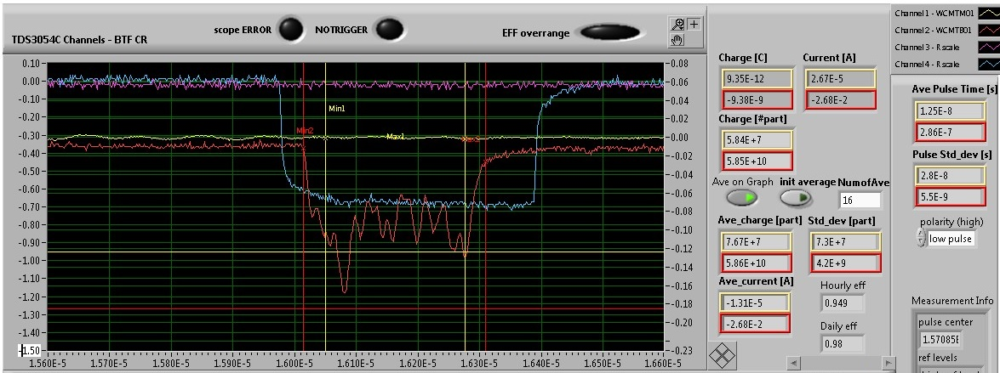 TDS3054C Channels - BTF CR
scope ERROR
NOTRIGGER
EFF overrange
Channel 1 - WCMTM01
Channel 2 - WCMTB01
Channel 3 - R scale
Channel 4 - R scale
0.10
0.00
-0.10
-0.20
-0.30
-0.40
-0.50
-0.60
-0.70
-0.80
-0.90
-1.00
-1.10
-1.20
-1.30
-1.40
-1.50
0.08
0.06
0.04
0.02
0.00
-0.02
-0.04
-0.06
-0.08
-0.10
-0.12
-0.14
-0.16
-0.18
-0.20
-0.23
Min1
Min2
Max1
1.560E-5 1.570E-5 1.580E-5 1.590E-5 1.600E-5 1.610E-5 1.620E-5 1.630E-5 1.640E-5 1.650E-5 1.660E-5
Charge [C] Current [A]
9.35E-12 2.67E-5
-9.38E-9 -2.68E-2
Charge [#part]
5.84E+7
5.85E+10
Ave on Graph init average NumofAve
16
Ave_charge [part] Std_dev [part]
7.67E+7 7.3E+7
5.86E+10 4.2E+9
Ave_current [A]
-1.31E-5
-2.68E-2
Hourly eff
0.949
Daily eff
0.98
Ave Pulse Time [s]
1.25E-8
2.86E-7
Pulse Std_dev [s]
2.8E-8
5.5E-9
polarity (high)
low pulse
Measurement Info
pulse center
1.57085E
ref levels